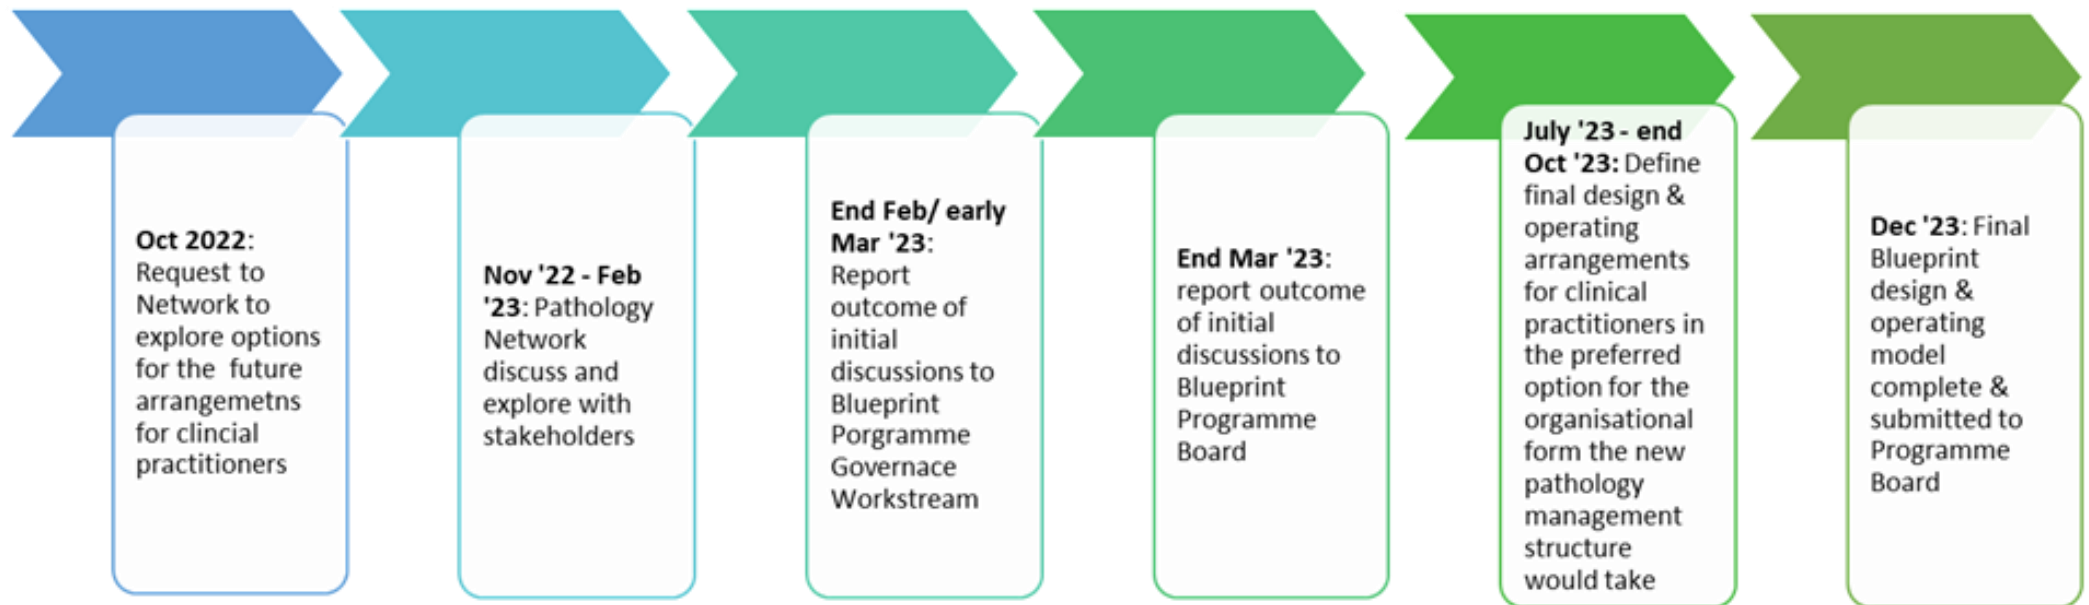 Oct 2022:
Request to
Network to
explore options
for the future
arrangemetns
for clincial
practitioners
Nov '22 - Feb
'23: Pathology
Network
discuss and
explore with
stakeholders
End Feb/ early
Mar '23:
Report
outcome of
initial
discussions to
Blueprint
Porgramme
Governace
Workstream
End Mar '23:
report outcome
of initial
discussions to
Blueprint
Programme
Board
July '23 - end
Oct '23: Define
final design &
operating
arrangements
for clinical
practitioners in
the preferred
option for the
organisational
form the new
pathology
management
structure
would take
Dec '23: Final
Blueprint
design &
operating
model
complete &
submitted to
Programme
Board